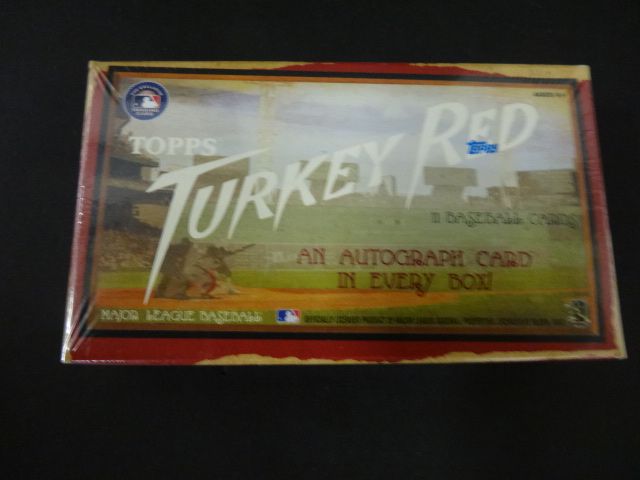 TOPPS
TURKEY RED
Topps
11 BASEBALL CARDS
AN AUTOGRAPH CARD
IN EVERY BOX!
MAJOR LEAGUE BASEBALL